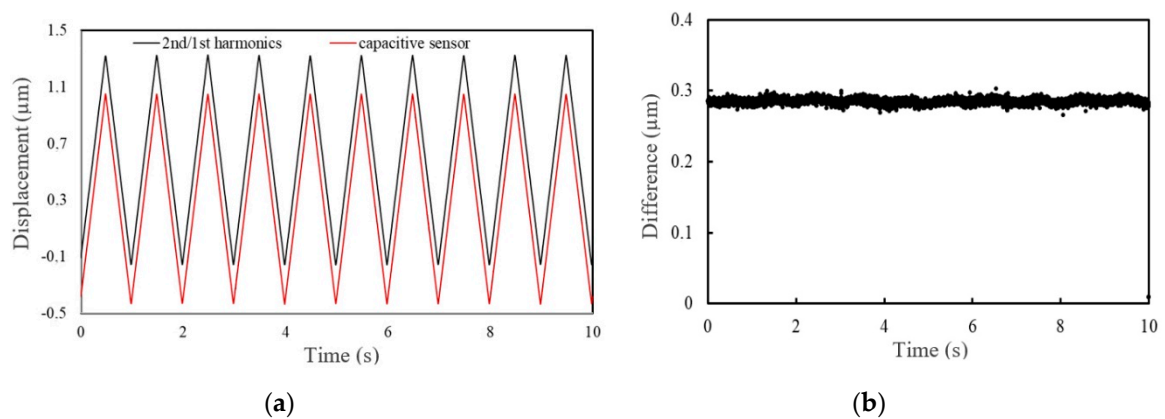 1.5
1.1
0.7
0.3
-0.1
-0.5
Displacement (μm)
2nd/1st harmonics capacitive sensor
0 2 4 6 8 10
Time (s)
(a)
0.4
0.3
0.2
0.1
0
Difference (μm)
0 2 4 6 8 10
Time (s)
(b)